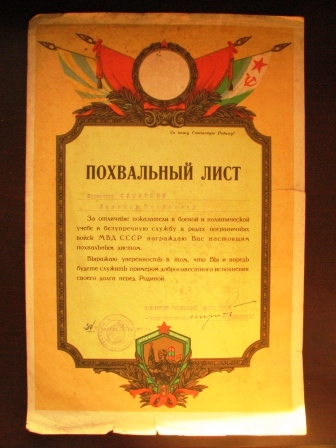 За нашу Советскую Родину!
ПОХВАЛЬНЫЙ ЛИСТ
За отличные показатели в боевой и политической
учебе и безупречную службу в рядах пограничных
войск МВД СССР награждаю Вас настоящим
похвальным листом.
Выражаю уверенность в том, что Вы и впредь
будете служить примером добросовестного исполнения
своего долга перед Родиной.